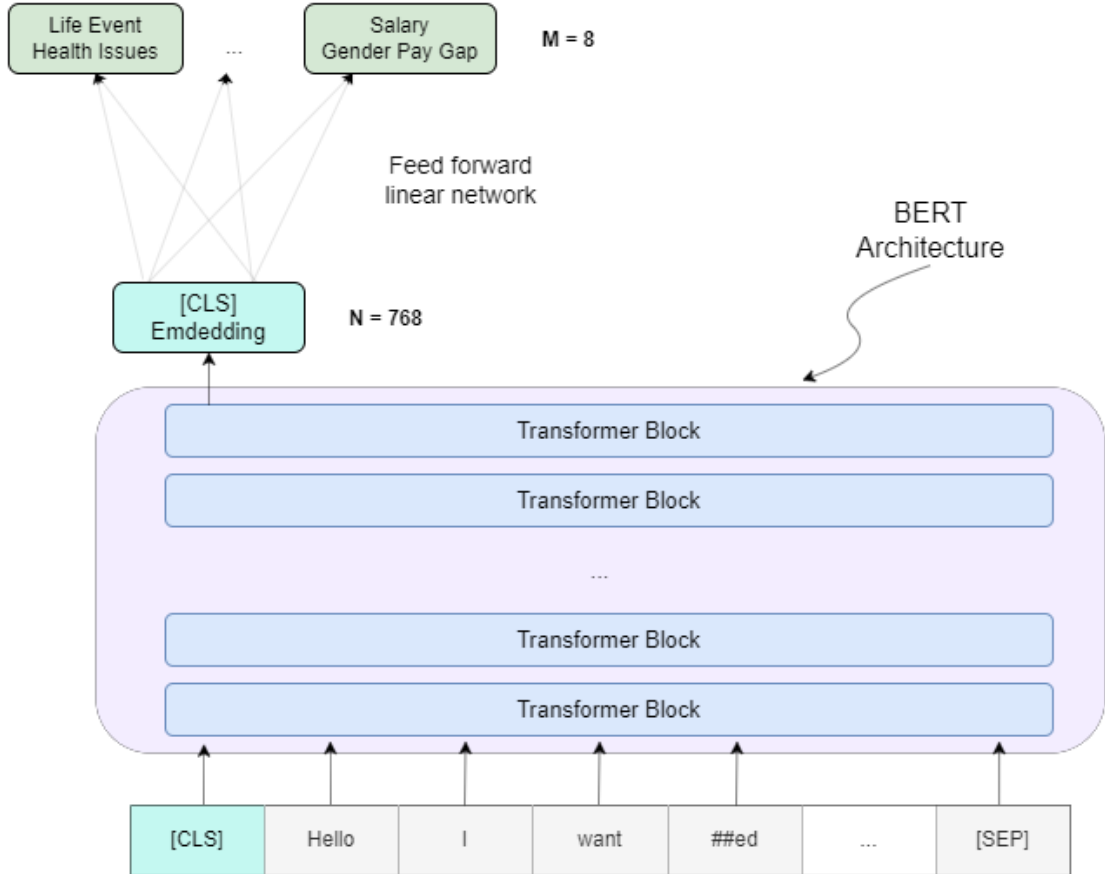 Life Event
Health Issues
...
Salary
Gender Pay Gap
M = 8
Feed forward
linear network
BERT
Architecture
[CLS]
Emdedding
N = 768
Transformer Block
Transformer Block
...
Transformer Block
Transformer Block
[CLS] Hello I want ##ed ... [SEP]